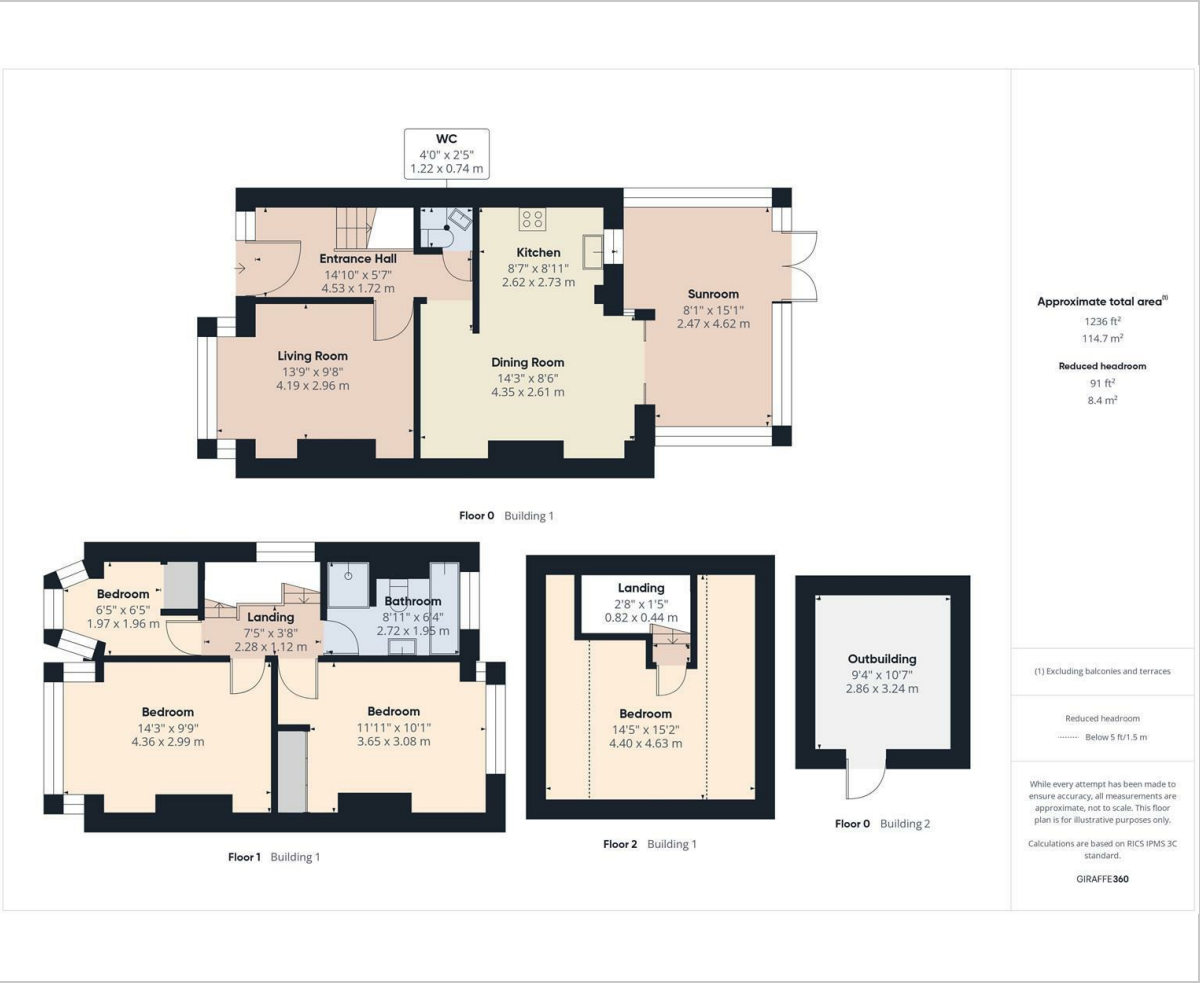 WC
4'0" x 2'5"
1.22 x 0.74 m
Entrance Hall
14'10" x 5'7"
4.53 x 1.72 m
Kitchen
8'7" x 8'11"
2.62 x 2.73 m
Sunroom
8'1" x 15'1"
2.47 x 4.62 m
Living Room
13'9" x 9'8"
4.19 x 2.96 m
Dining Room
14'3" x 8'6"
4.35 x 2.61 m
Floor 0 Building 1
Bedroom
6'5" x 6'5"
1.97 x 1.96 m
Landing
7'5" x 3'8"
2.28 x 1.12 m
Bathroom
8'11" x 6'4"
2.72 x 1.95 m
Bedroom
14'3" x 9'9"
4.36 x 2.99 m
Bedroom
11'11" x 10'1"
3.65 x 3.08 m
Floor 1 Building 1
Landing
2'8" x 1'5"
0.82 x 0.44 m
Bedroom
14'5" x 15'2"
4.40 x 4.63 m
Floor 2 Building 1
Outbuilding
9'4" x 10'7"
2.86 x 3.24 m
Floor 0 Building 2
Approximate total area(1)
1236 ft²
114.7 m²
Reduced headroom
91 ft²
8.4 m²
(1) Excluding balconies and terraces
Reduced headroom
Below 5 ft/1.5 m
While every attempt has been made to
ensure accuracy, all measurements are
approximate, not to scale. This floor
plan is for illustrative purposes only.
Calculations are based on RICS IPMS 3C
standard.
GIRAFFE360